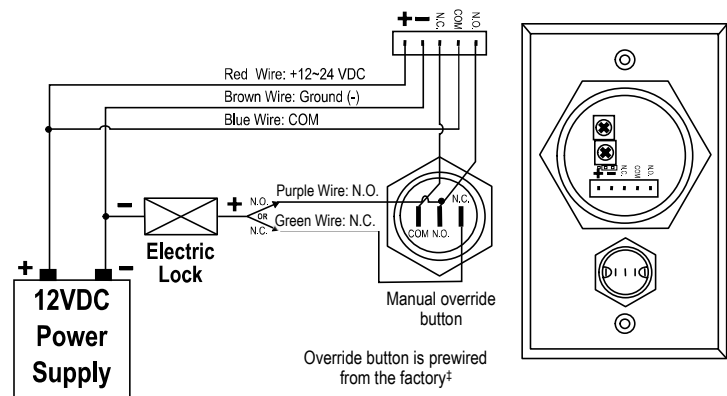 + − N.C. COM N.O.
Red Wire: +12~24 VDC
Brown Wire: Ground (-)
Blue Wire: COM
Purple Wire: N.O.
N.O.
OR
N.C.
Green Wire: N.C.
− +
Electric
Lock
N.C.
COM N.O.
Manual override
button
+ −
12VDC
Power
Supply
Override button is prewired
from the factory‡
+ − N.C. COM N.O.